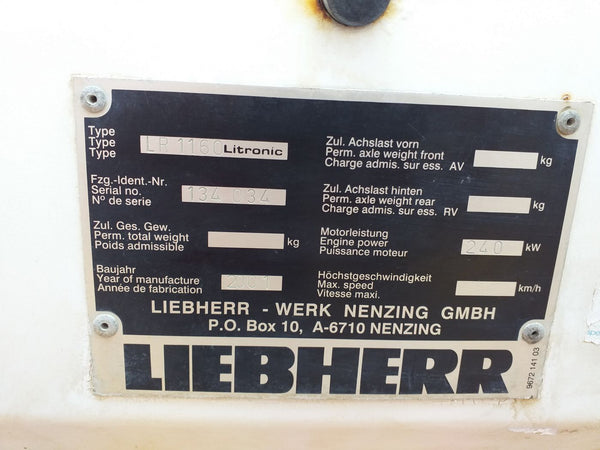 Type
Type LR 1160 Litronic
Type
Fzg.-Ident.-Nr.
Serial no. 134 034
Nº de serie
Zul. Ges. Gew.
Perm. total weight kg
Poids admissible
Baujahr
Year of manufacture 2001
Année de fabrication
Zul. Achslast vorn
Perm. axle weight front kg
Charge admis. sur ess. AV
Zul. Achslast hinten
Perm. axle weight rear kg
Charge admis. sur ess. RV
Motorleistung
Engine power 240 kW
Puissance moteur
Höchstgeschwindigkeit
Max. speed km/h
Vitesse maxi.
LIEBHERR - WERK NENZING GMBH
P.O. Box 10, A-6710 NENZING
LIEBHERR
9672 141 03